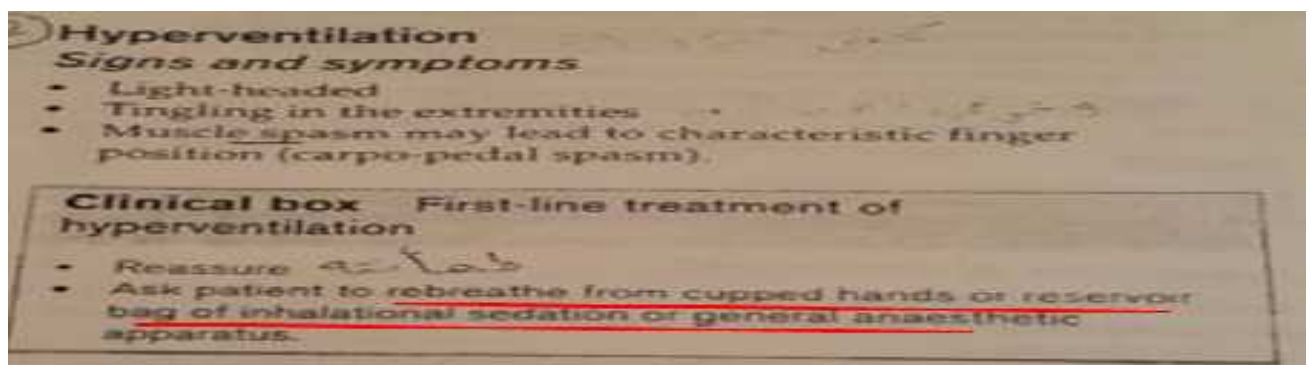 Hyperventilation
Signs and symptoms
• Light-headed
• Tingling in the extremities
• Muscle spasm may lead to characteristic finger
position (carpo-pedal spasm).
Clinical box First-line treatment of
hyperventilation
• Reassure طمأنته
• Ask patient to rebreathe from cupped hands or reservoir
bag of inhalational sedation or general anaesthetic
apparatus.